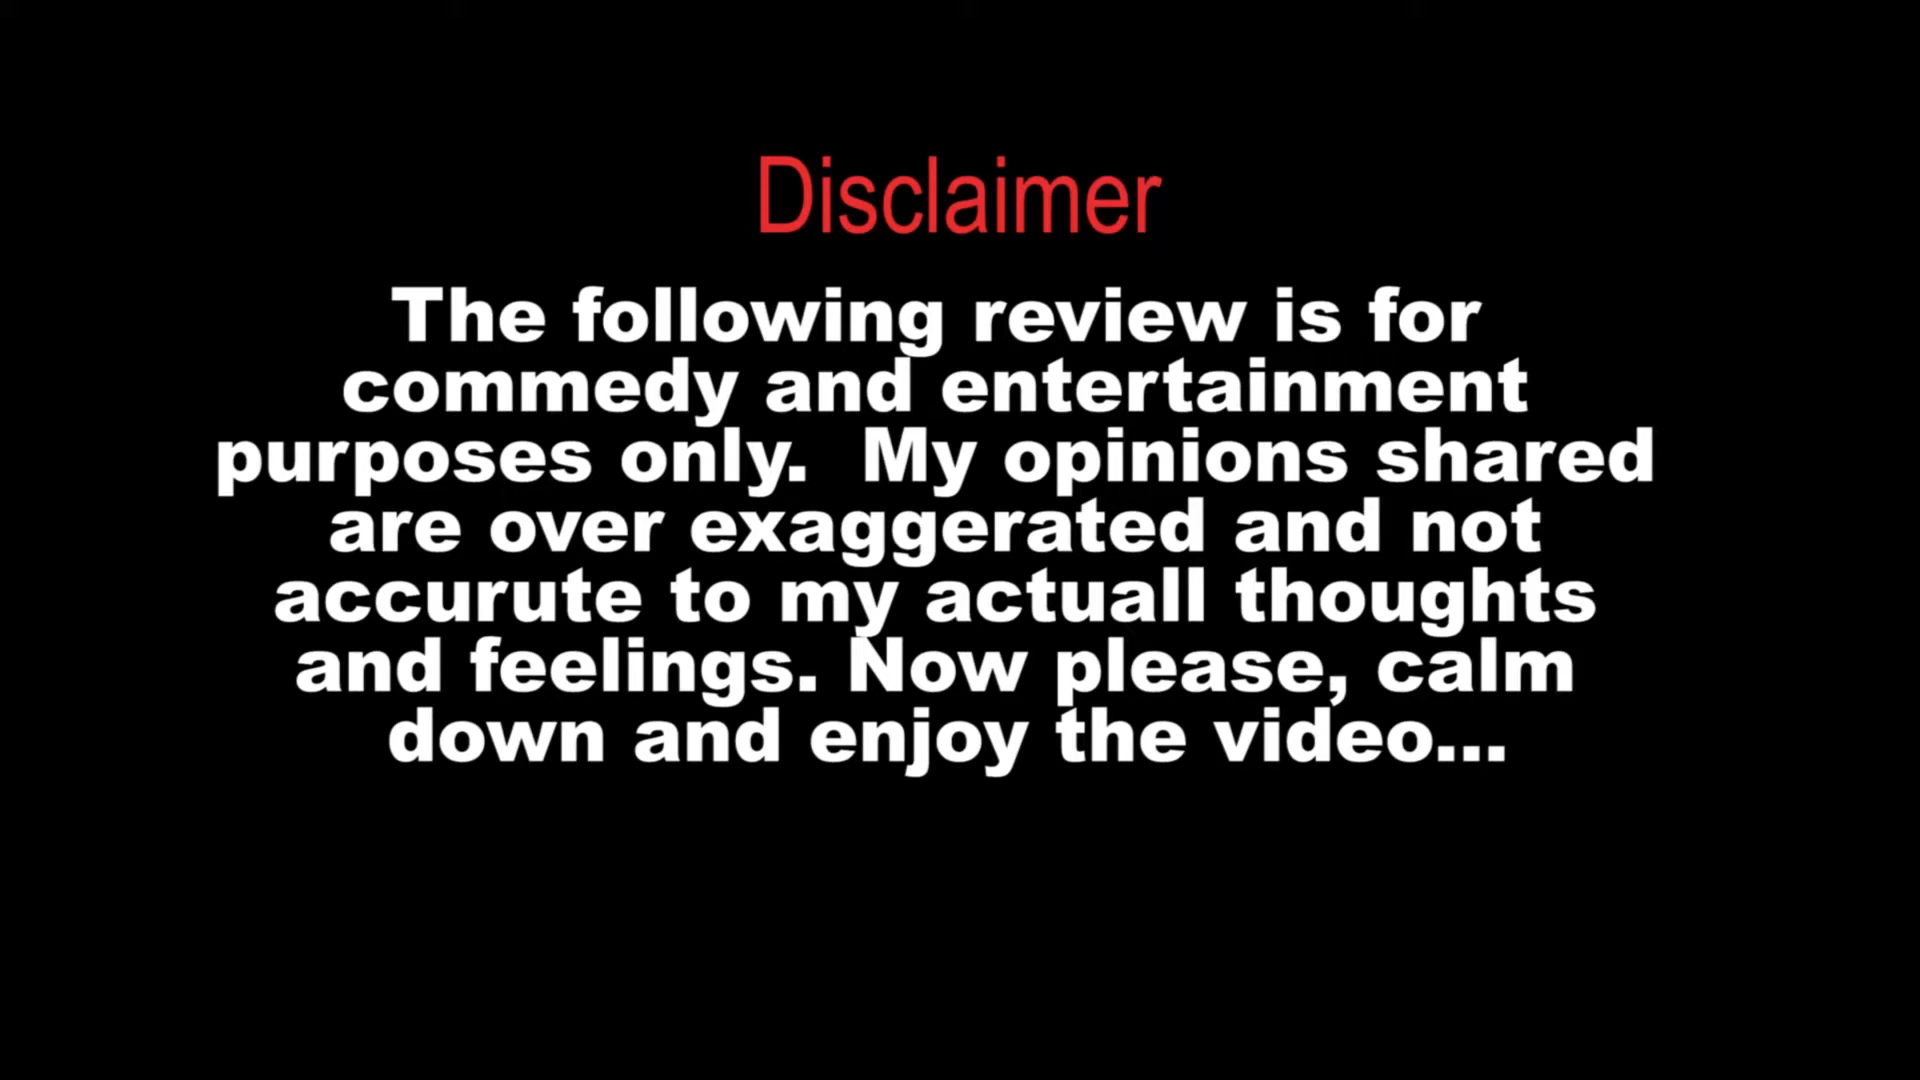 Disclaimer
The following review is for
commedy and entertainment
purposes only.  My opinions shared
are over exaggerated and not
accurute to my actuall thoughts
and feelings. Now please, calm
down and enjoy the video...